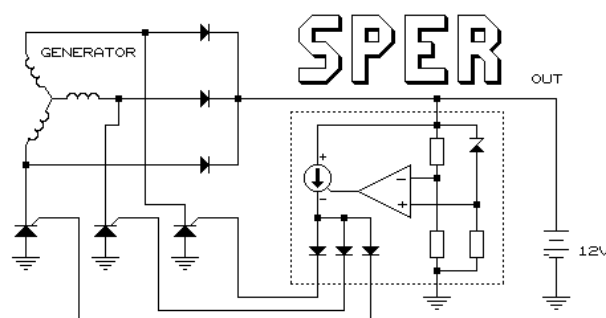 SPER
GENERATOR
OUT
+
−
−
+
12V